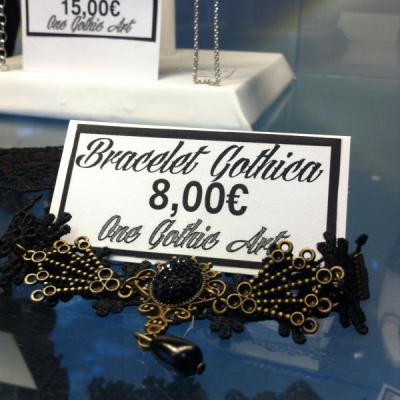 15,00€
One Gothic Art
Bracelet Gothica
8,00€
One Gothic Art